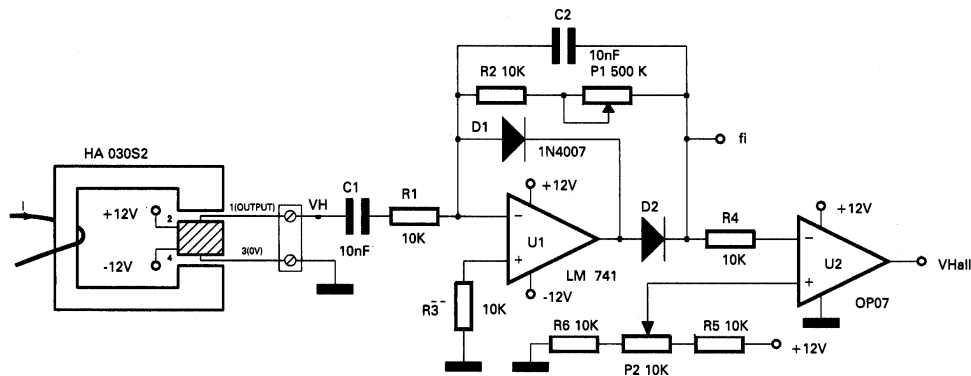 C2
10nF
R2 10K
P1 500 K
D1
1N4007
fi
HA 030S2
I
+12V
2
-12V
4
1(OUTPUT)
3(0V)
VH
C1
10nF
R1
10K
+12V
-
U1
+
LM 741
-12V
R3
10K
D2
R4
10K
+12V
-
U2
+
OP07
VHall
R6 10K
R5 10K
P2 10K
+12V